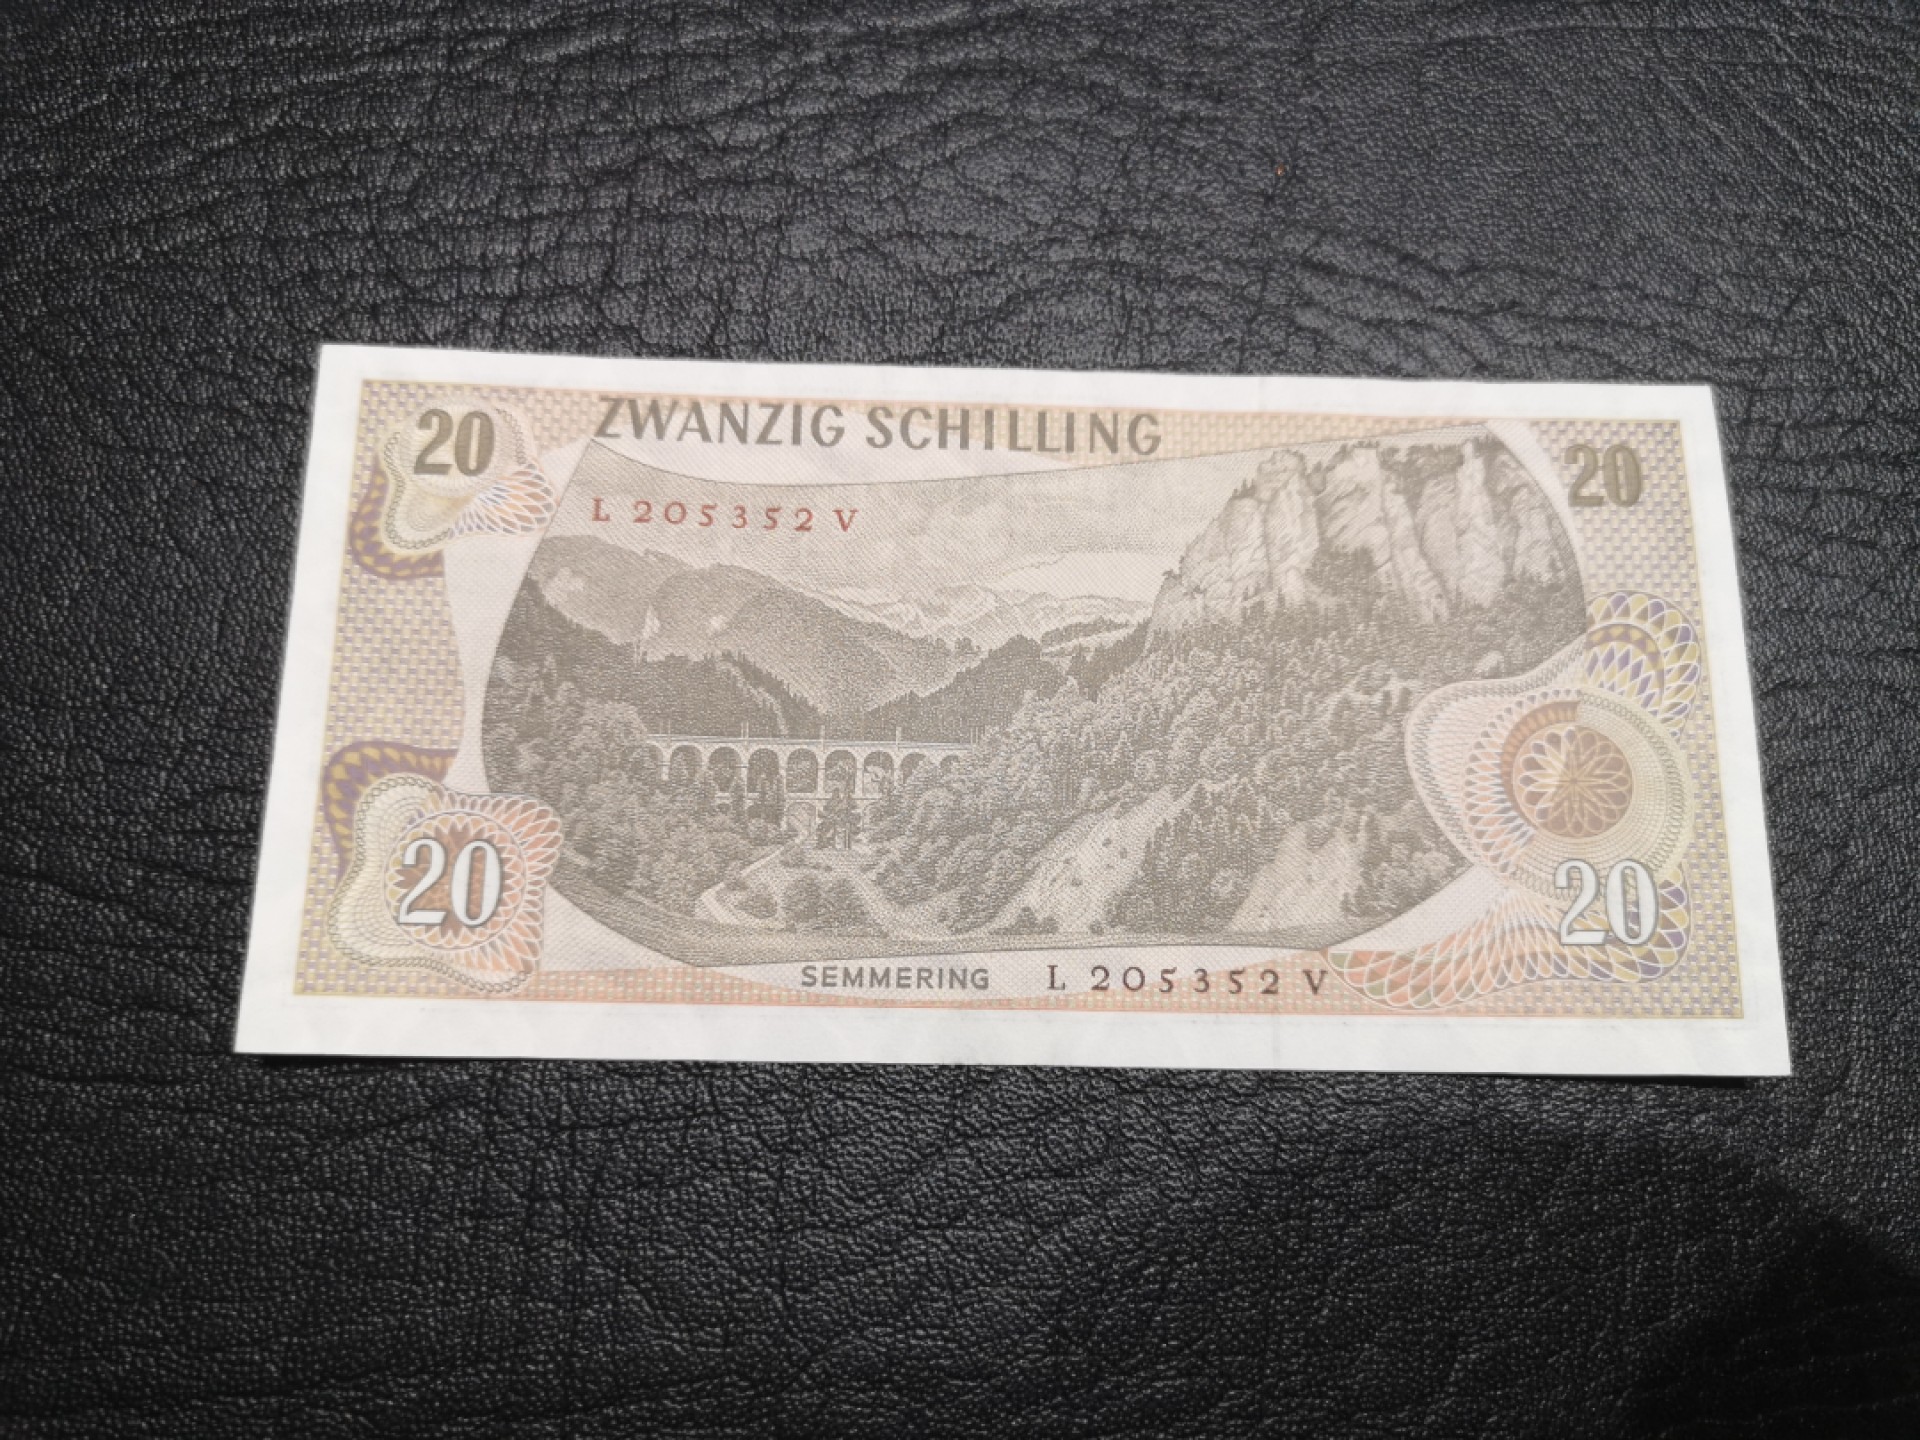 20 ZWANZIG SCHILLING 20
L 205352 V
20 20
SEMMERING L 205352 V